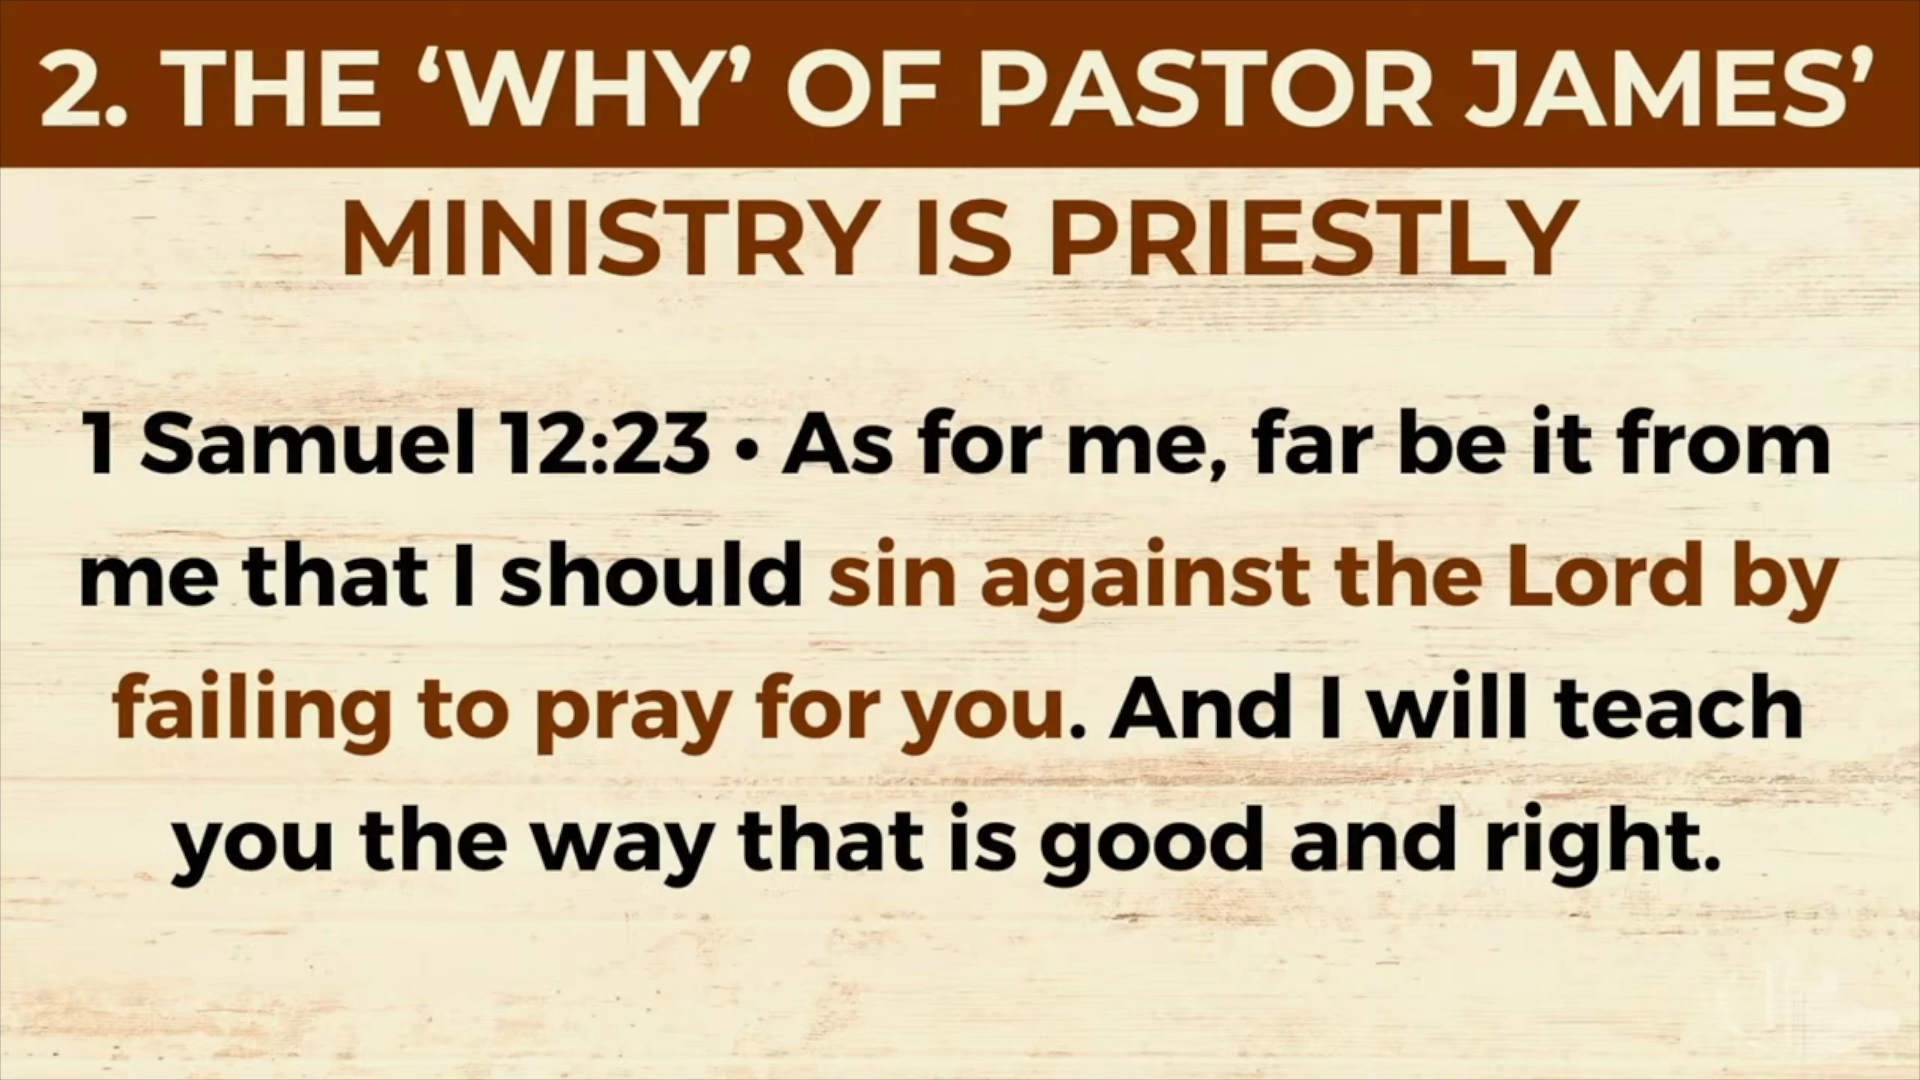 2. THE ‘WHY’ OF PASTOR JAMES’
MINISTRY IS PRIESTLY
1 Samuel 12:23 • As for me, far be it from
me that I should sin against the Lord by
failing to pray for you. And I will teach
you the way that is good and right.